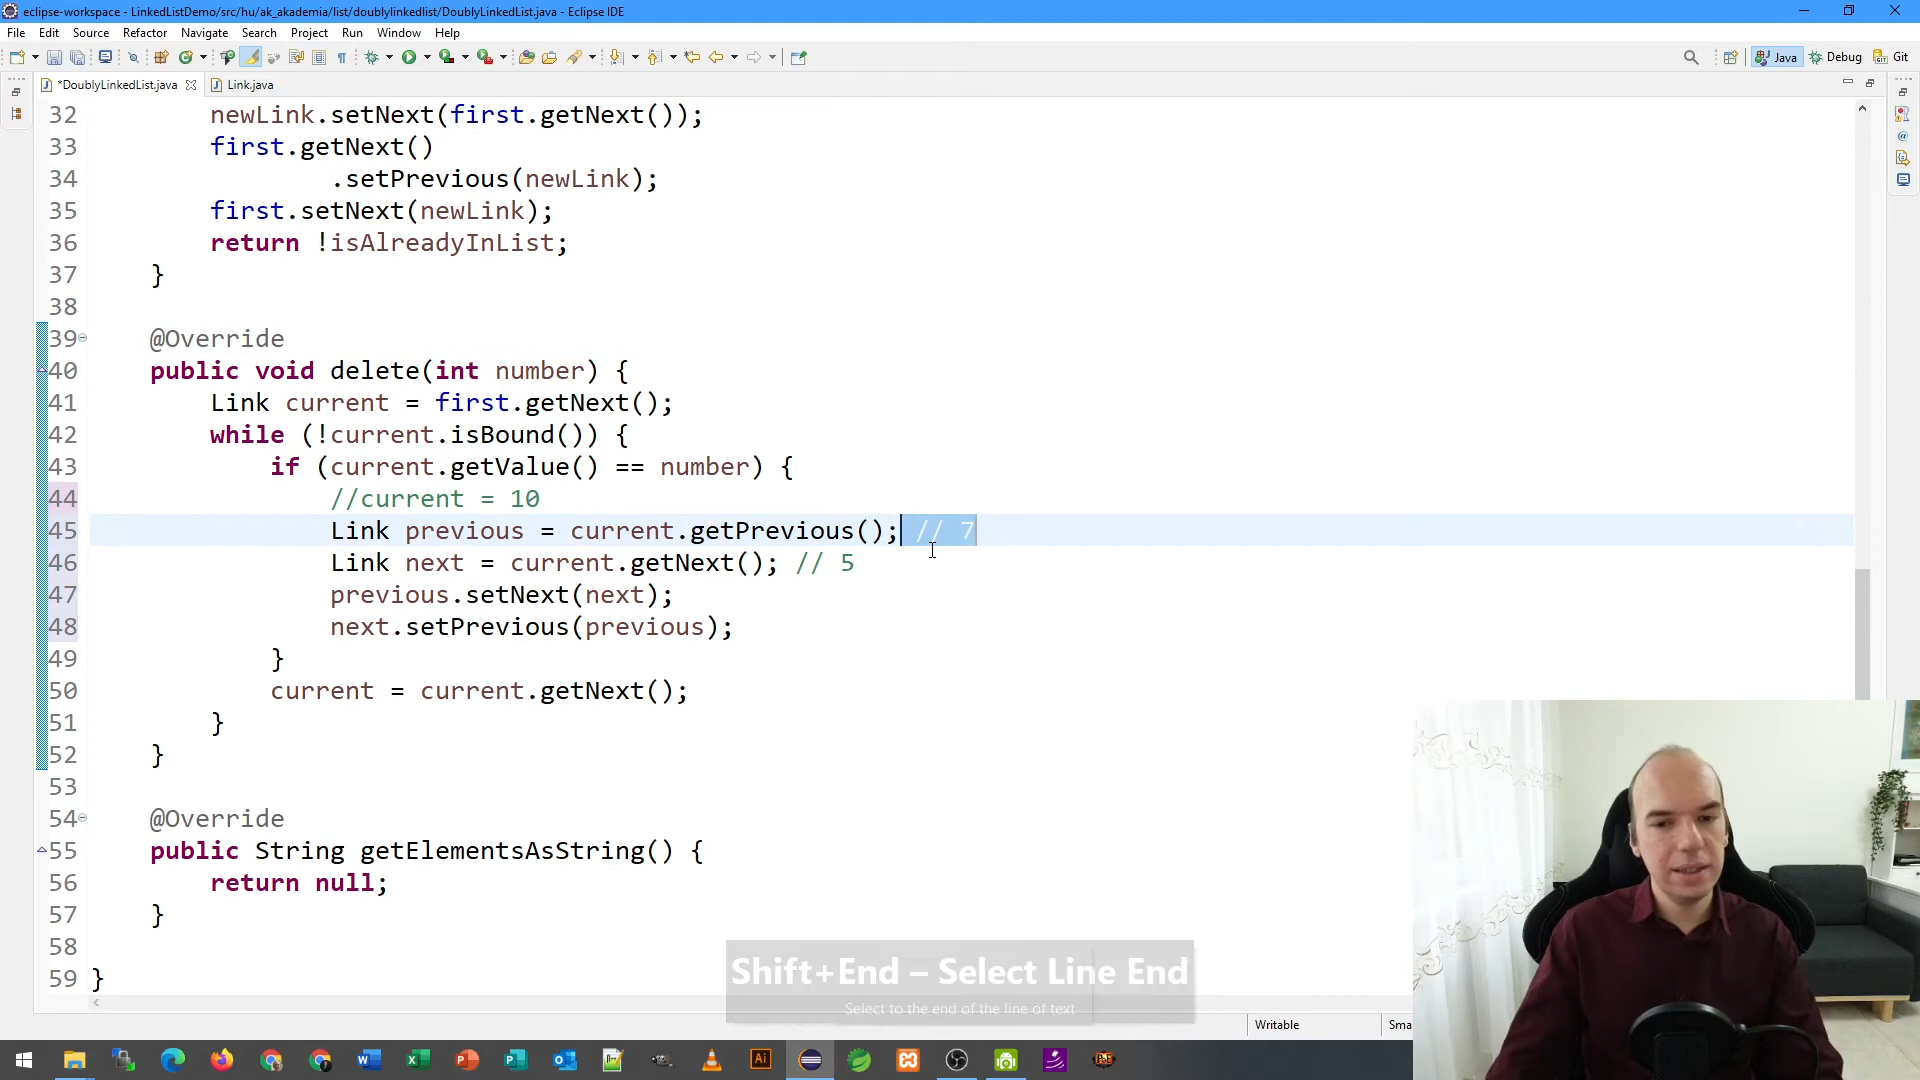 eclipse-workspace - LinkedListDemo/src/hu/ak_akademia/list/doublylinkedlist/DoublyLinkedList.java - Eclipse IDE
File Edit Source Refactor Navigate Search Project Run Window Help
Java Debug Git
*DoublyLinkedList.java Link.java
32 newLink.setNext(first.getNext());
33 first.getNext()
34 .setPrevious(newLink);
35 first.setNext(newLink);
36 return !isAlreadyInList;
37 }
38
39 @Override
40 public void delete(int number) {
41 Link current = first.getNext();
42 while (!current.isBound()) {
43 if (current.getValue() == number) {
44 //current = 10
45 Link previous = current.getPrevious(); // 7
46 Link next = current.getNext(); // 5
47 previous.setNext(next);
48 next.setPrevious(previous);
49 }
50 current = current.getNext();
51 }
52 }
53
54 @Override
55 public String getElementsAsString() {
56 return null;
57 }
58
59 }
Shift+End – Select Line End
Select to the end of the line of text
Writable Sma